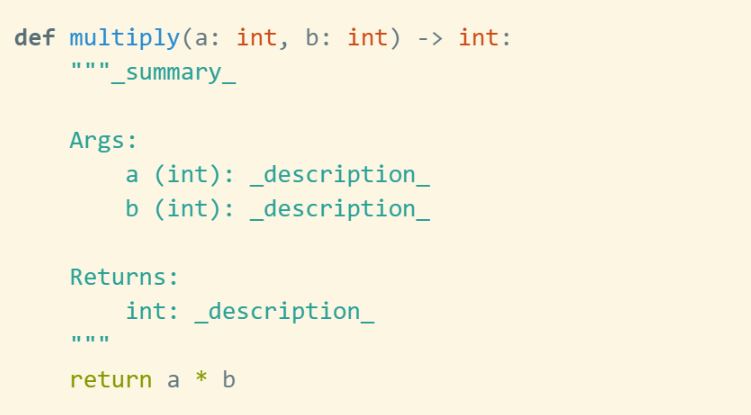 def multiply(a: int, b: int) -> int:
    """_summary_

    Args:
        a (int): _description_
        b (int): _description_

    Returns:
        int: _description_
    """
    return a * b